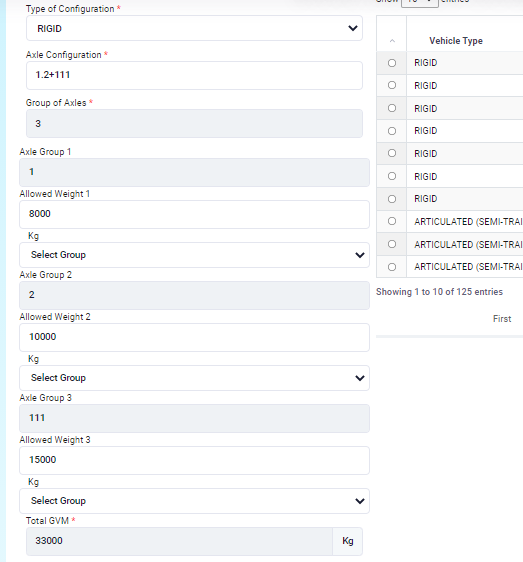 Type of Configuration *
RIGID
Axle Configuration *
1.2+111
Group of Axles *
3
Axle Group 1
1
Allowed Weight 1
8000
Kg
Select Group
Axle Group 2
2
Allowed Weight 2
10000
Kg
Select Group
Axle Group 3
111
Allowed Weight 3
15000
Kg
Select Group
Total GVM *
33000 Kg
Show 10 entries
Vehicle Type
RIGID
RIGID
RIGID
RIGID
RIGID
RIGID
RIGID
ARTICULATED (SEMI-TRAI
ARTICULATED (SEMI-TRAI
ARTICULATED (SEMI-TRAI
Showing 1 to 10 of 125 entries
First